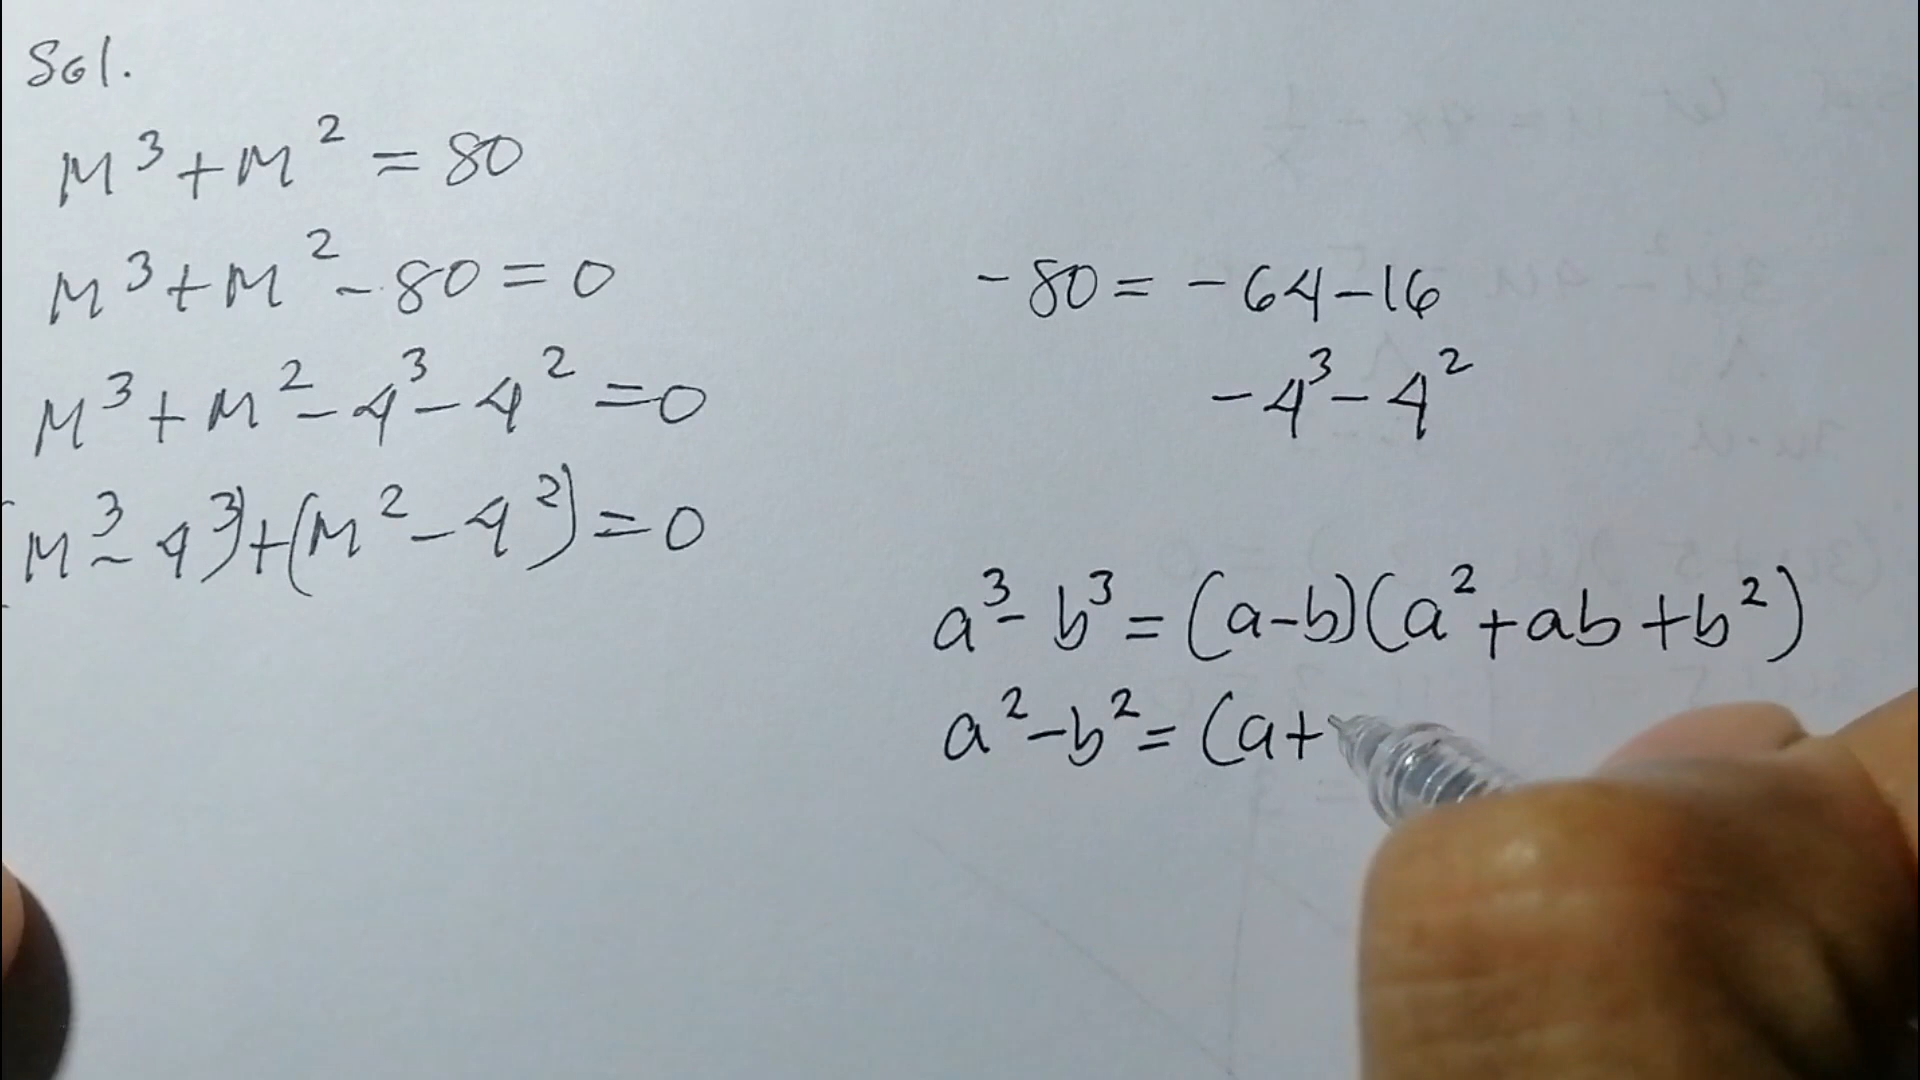 Sol.
M³+M² = 80
M³+M²-80=0
M³+M²-4³-4²=0
(M³-4³)+(M²-4²)=0
-80=-64-16
-4³-4²
a³-b³=(a-b)(a²+ab+b²)
a²-b²=(a+